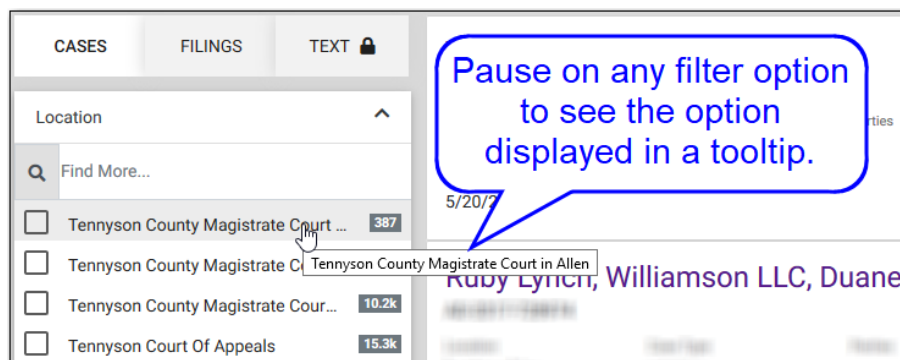 CASES FILINGS TEXT
Pause on any filter option
to see the option
displayed in a tooltip.
Location
rties
Find More...
5/20/2
Tennyson County Magistrate Court ... 387
Tennyson County Magistrate Co
Tennyson County Magistrate Court in Allen
Ruby Lynch, Williamson LLC, Duane
Tennyson County Magistrate Cour... 10.2k
Tennyson Court Of Appeals 15.3k